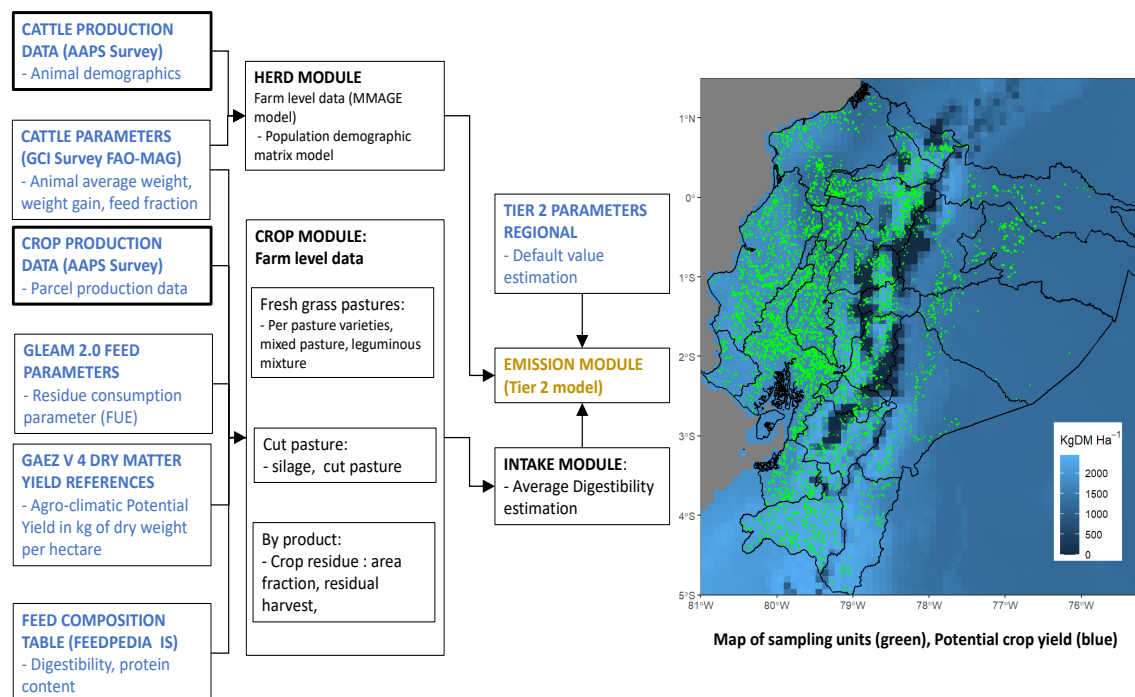 CATTLE PRODUCTION
DATA (AAPS Survey)
- Animal demographics
CATTLE PARAMETERS
(GCI Survey FAO-MAG)
- Animal average weight,
weight gain, feed fraction
CROP PRODUCTION
DATA (AAPS Survey)
- Parcel production data
GLEAM 2.0 FEED
PARAMETERS
- Residue consumption
parameter (FUE)
GAEZ V 4 DRY MATTER
YIELD REFERENCES
- Agro-climatic Potential
Yield in kg of dry weight
per hectare
FEED COMPOSITION
TABLE (FEEDPEDIA IS)
- Digestibility, protein
content
HERD MODULE
Farm level data (MMAGE
model)
- Population demographic
matrix model
CROP MODULE:
Farm level data
Fresh grass pastures:
- Per pasture varieties,
mixed pasture, leguminous
mixture
Cut pasture:
- silage, cut pasture
By product:
- Crop residue : area
fraction, residual
harvest,
TIER 2 PARAMETERS
REGIONAL
- Default value
estimation
EMISSION MODULE
(Tier 2 model)
INTAKE MODULE:
- Average Digestibility
estimation
1°N
0°
1°S
2°S
3°S
4°S
5°S
81°W 80°W 79°W 78°W 77°W 76°W
KgDM Ha⁻¹
2000
1500
1000
500
0
Map of sampling units (green), Potential crop yield (blue)